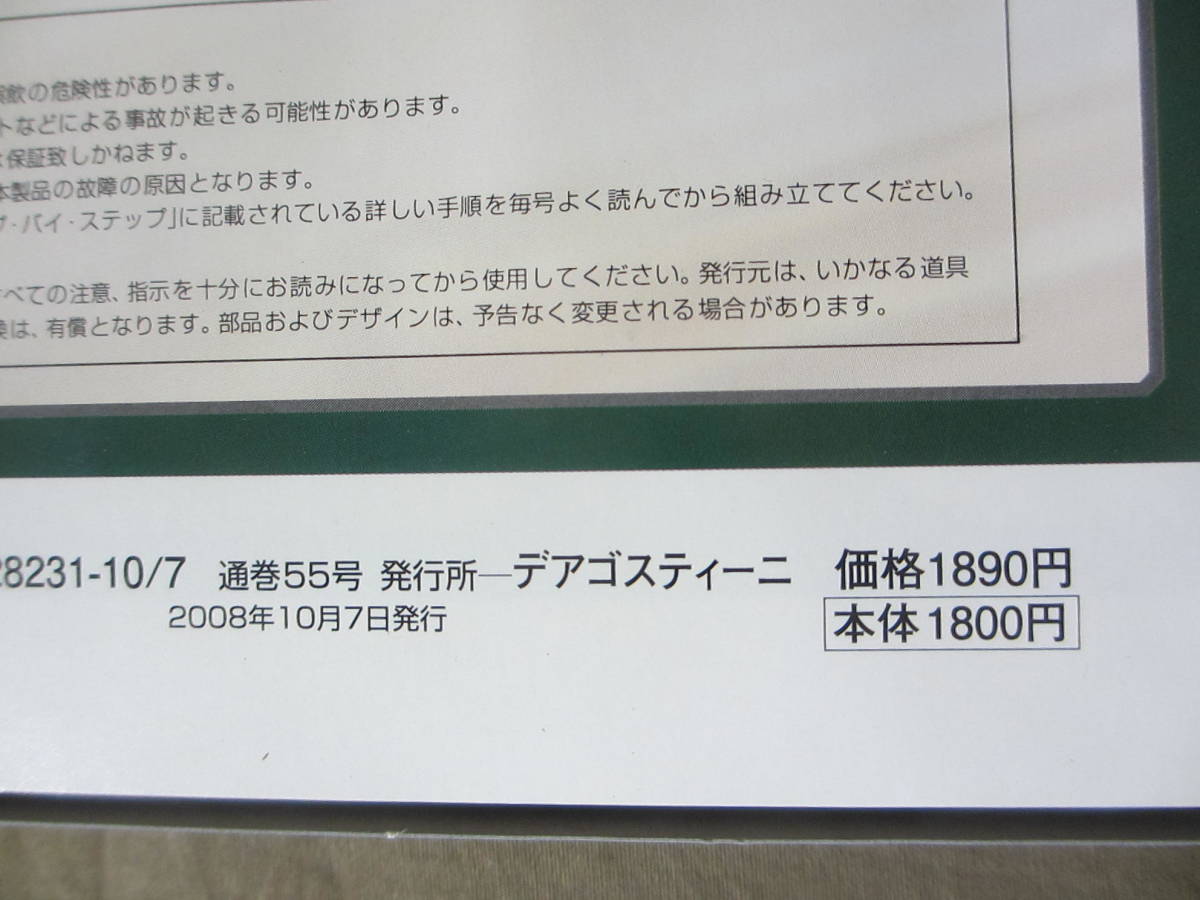 飲の危険性があります。
トなどによる事故が起きる可能性があります。
保証致しかねます。
本製品の故障の原因となります。
プ・バイ・ステップ」に記載されている詳しい手順を毎号よく読んでから組み立ててください。
べての注意、指示を十分にお読みになってから使用してください。発行元は、いかなる道具
は、有償となります。部品およびデザインは、予告なく変更される場合があります。
28231-10/7 通巻55号 発行所―デアゴスティーニ 価格1890円
2008年10月7日発行 本体1800円